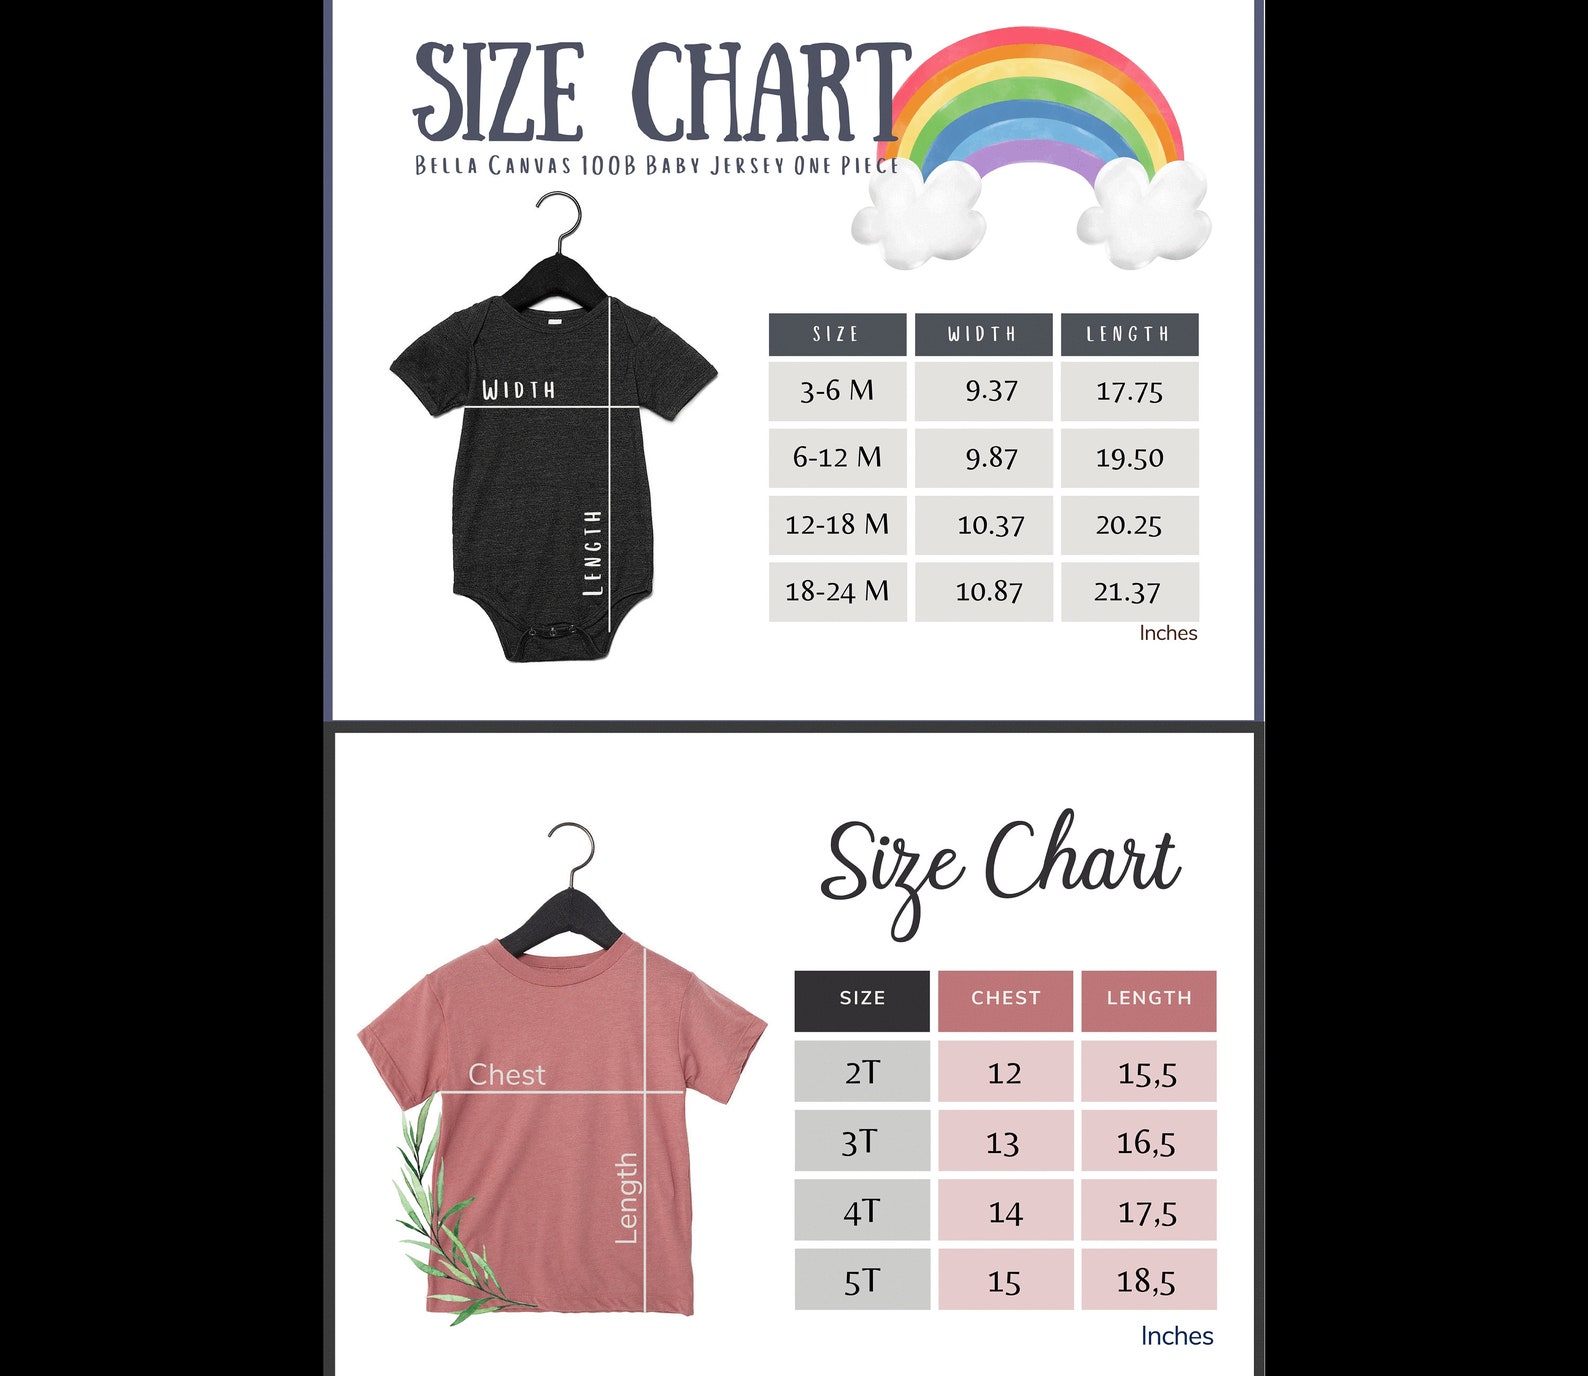 SIZE CHART
BELLA CANVAS 100B BABY JERSEY ONE PIECE
WIDTH
LENGTH
SIZE WIDTH LENGTH
3-6 M 9.37 17.75
6-12 M 9.87 19.50
12-18 M 10.37 20.25
18-24 M 10.87 21.37
Inches
Size Chart
Chest
Length
SIZE CHEST LENGTH
2T 12 15,5
3T 13 16,5
4T 14 17,5
5T 15 18,5
Inches